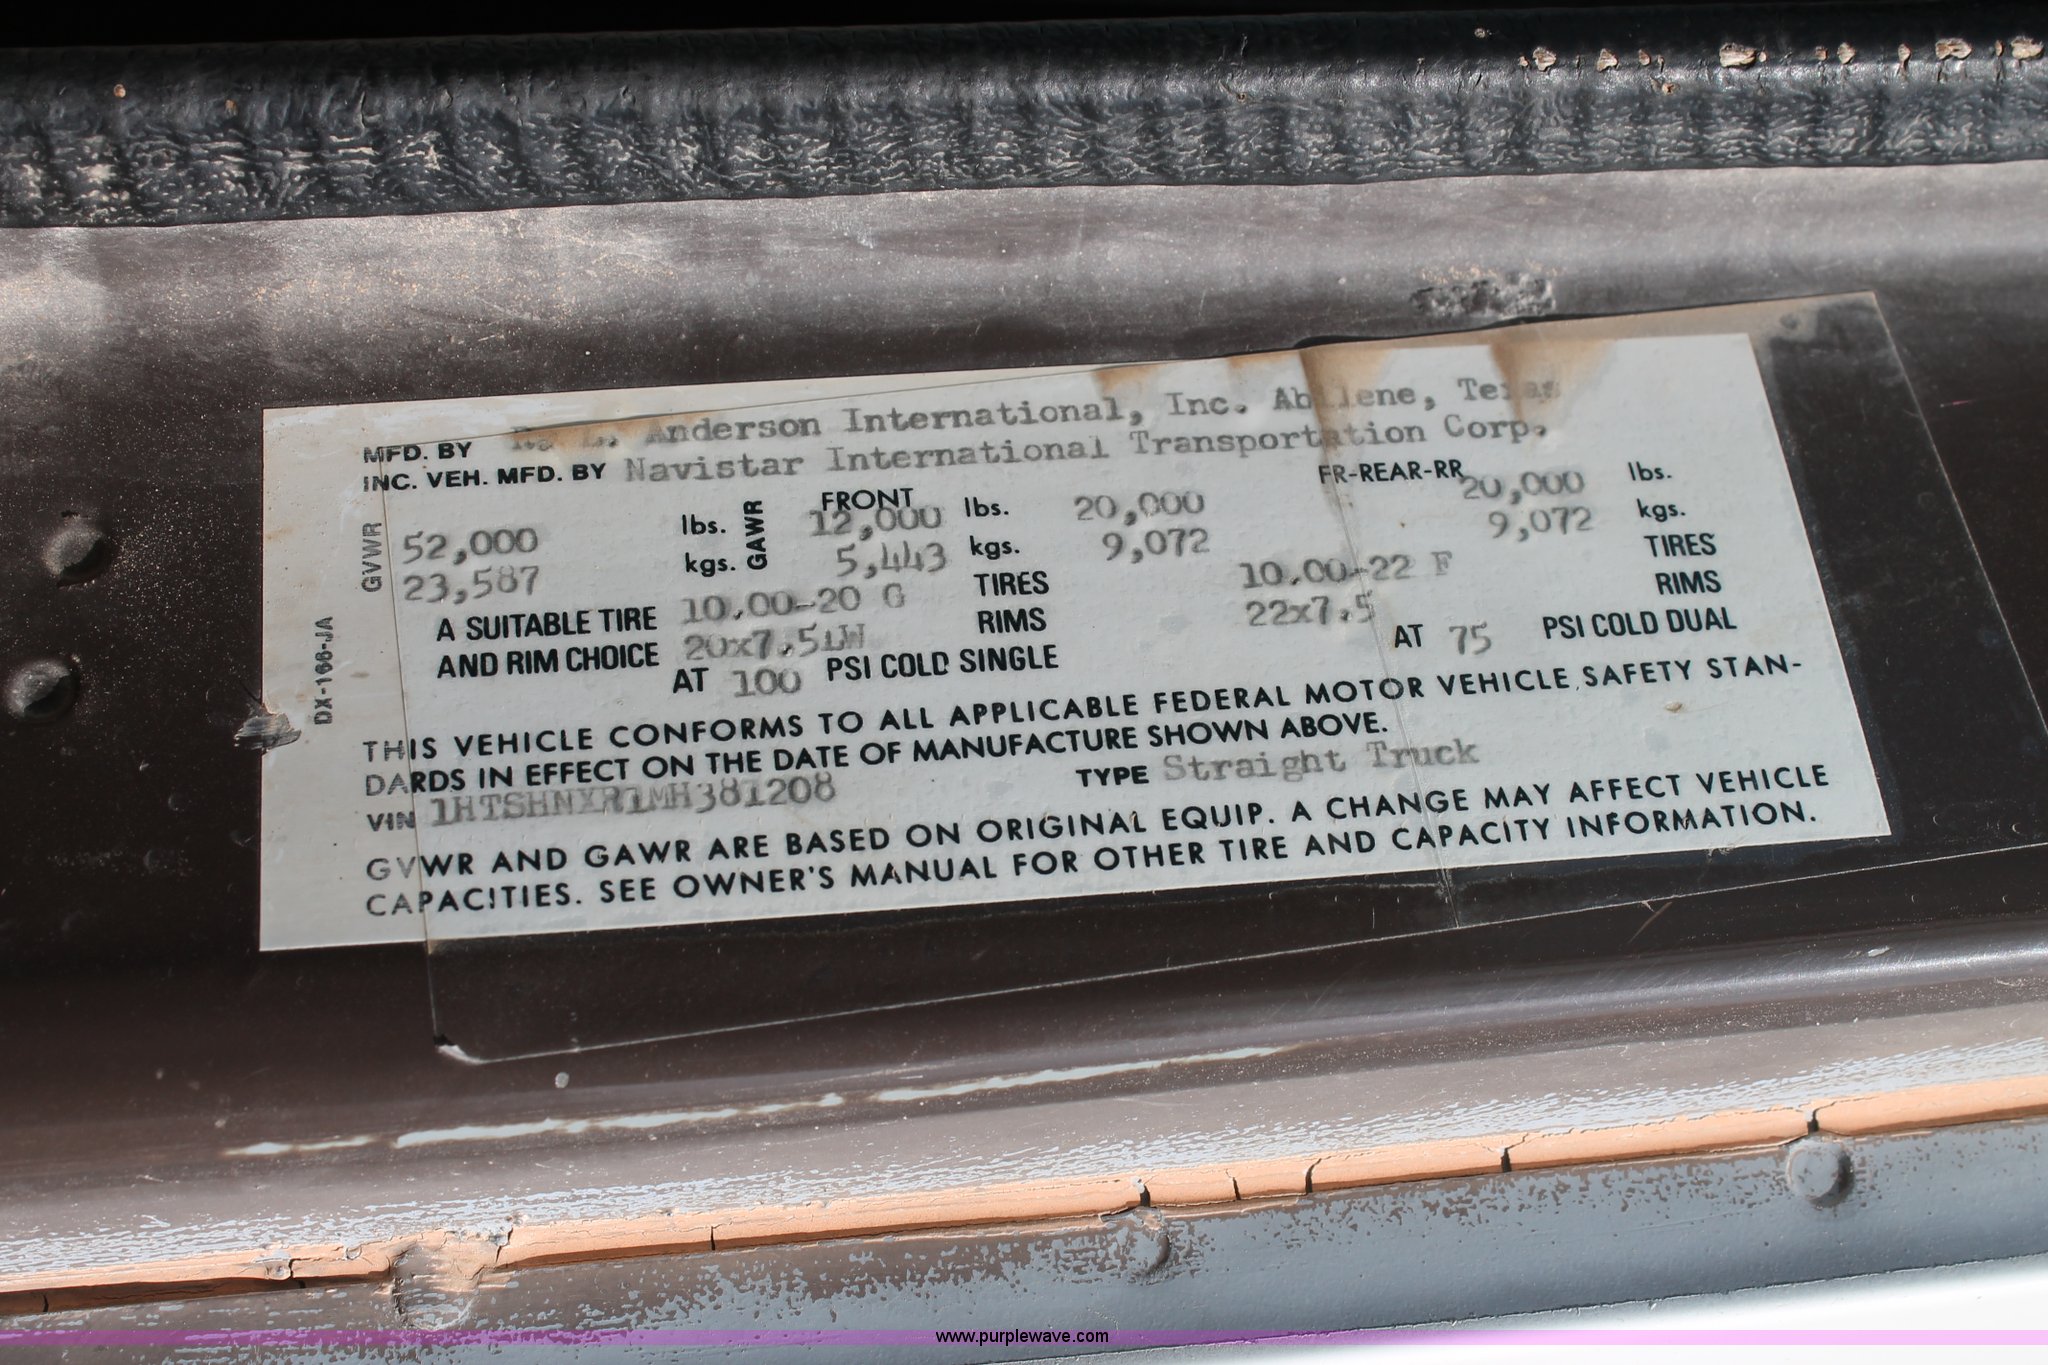 MFD. BY L. Anderson International, Inc. Abilene, Texas
INC. VEH. MFD. BY Navistar International Transportation Corp.
FRONT FR-REAR-RR
GVWR 52,000 lbs. GAWR 12,000 lbs. 20,000 20,000 lbs.
23,587 kgs. 5,443 kgs. 9,072 9,072 kgs.
A SUITABLE TIRE 10.00-20 G TIRES 10.00-22 F TIRES
AND RIM CHOICE 20x7.5LW RIMS 22x7.5 RIMS
AT 100 PSI COLD SINGLE AT 75 PSI COLD DUAL
DX-166-JA
THIS VEHICLE CONFORMS TO ALL APPLICABLE FEDERAL MOTOR VEHICLE SAFETY STAN-
DARDS IN EFFECT ON THE DATE OF MANUFACTURE SHOWN ABOVE.
VIN 1HTSHNXR1MH381208 TYPE Straight Truck
GVWR AND GAWR ARE BASED ON ORIGINAL EQUIP. A CHANGE MAY AFFECT VEHICLE
CAPACITIES. SEE OWNER'S MANUAL FOR OTHER TIRE AND CAPACITY INFORMATION.
www.purplewave.com